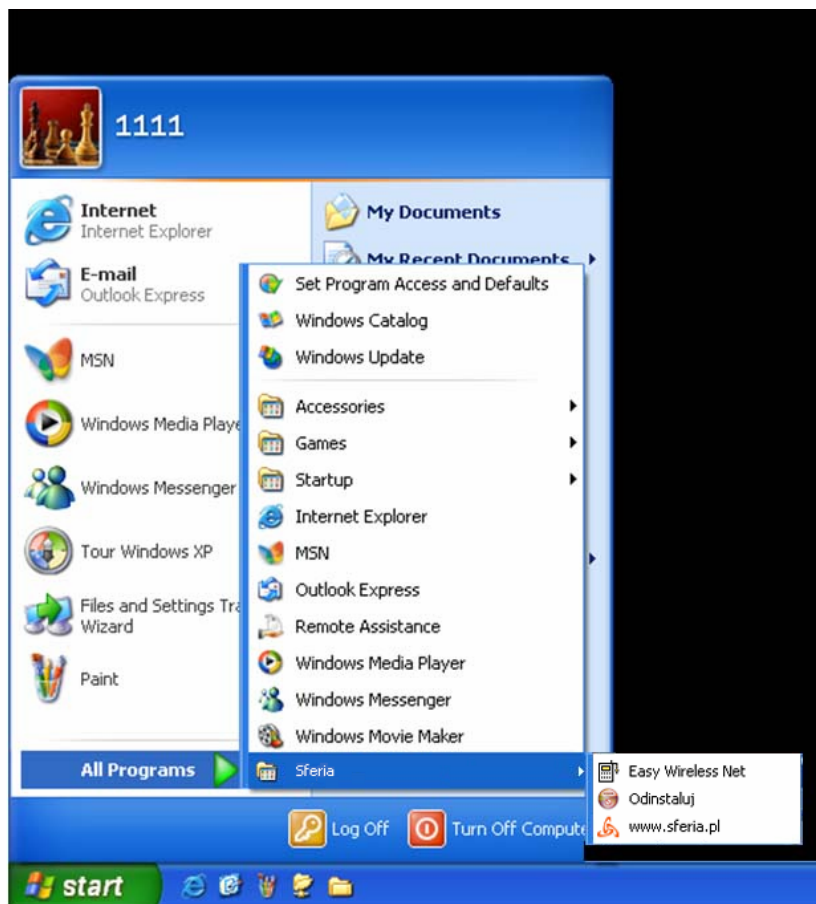 1111
Internet
Internet Explorer
E-mail
Outlook Express
MSN
Windows Media Playe
Windows Messenger
Tour Windows XP
Files and Settings Tra
Wizard
Paint
All Programs
My Documents
My Recent Documents
Set Program Access and Defaults
Windows Catalog
Windows Update
Accessories
Games
Startup
Internet Explorer
MSN
Outlook Express
Remote Assistance
Windows Media Player
Windows Messenger
Windows Movie Maker
Sferia
Easy Wireless Net
Odinstaluj
www.sferia.pl
Log Off
Turn Off Compute
start